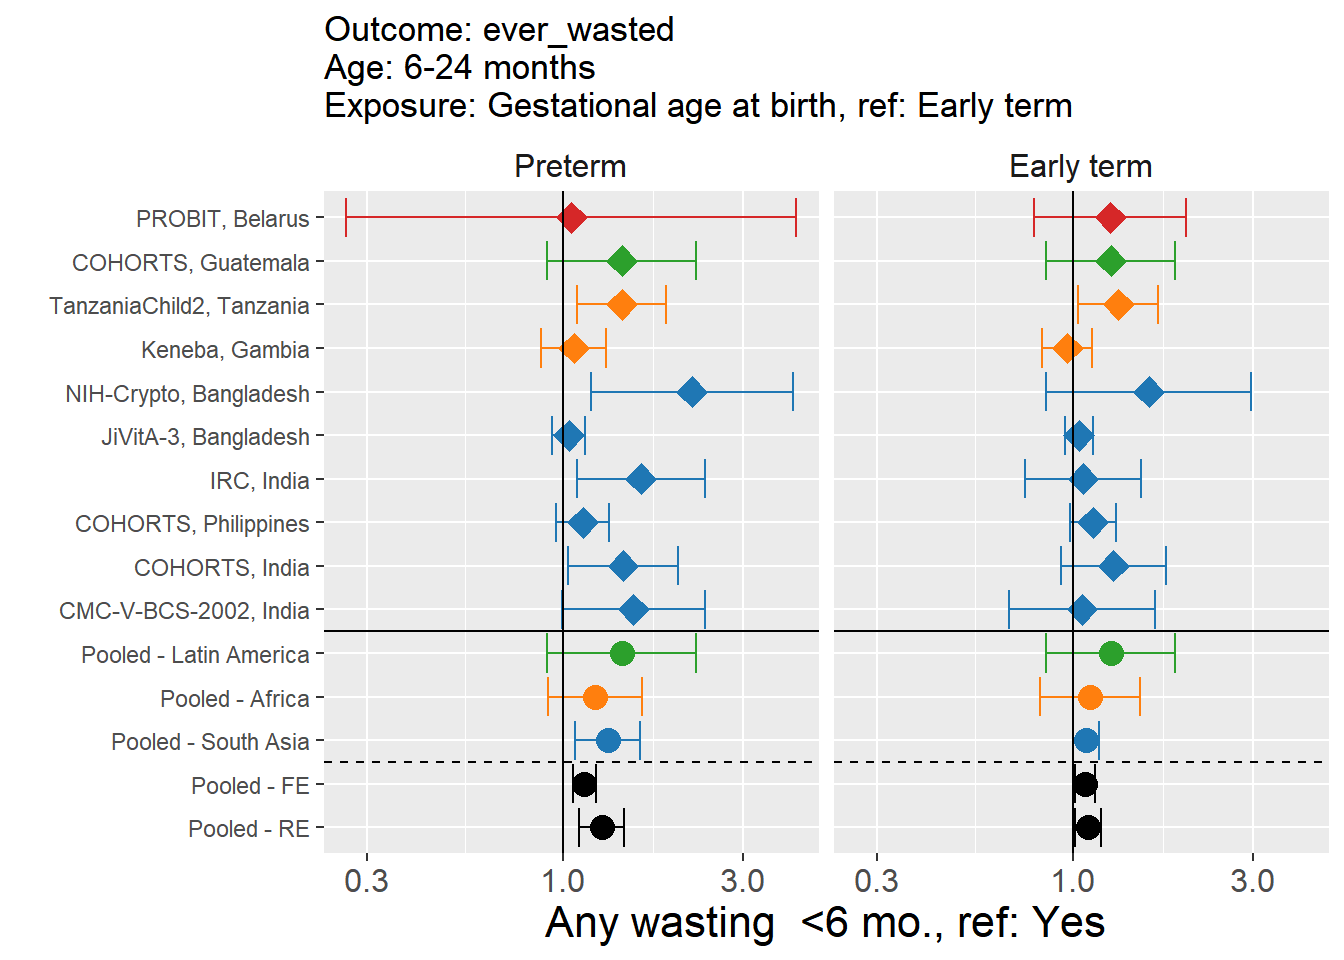 Outcome: ever_wasted
Age: 6-24 months
Exposure: Gestational age at birth, ref: Early term
Preterm
Early term
PROBIT, Belarus
COHORTS, Guatemala
TanzaniaChild2, Tanzania
Keneba, Gambia
NIH-Crypto, Bangladesh
JiVitA-3, Bangladesh
IRC, India
COHORTS, Philippines
COHORTS, India
CMC-V-BCS-2002, India
Pooled - Latin America
Pooled - Africa
Pooled - South Asia
Pooled - FE
Pooled - RE
0.3 1.0 3.0
0.3 1.0 3.0
Any wasting  <6 mo., ref: Yes